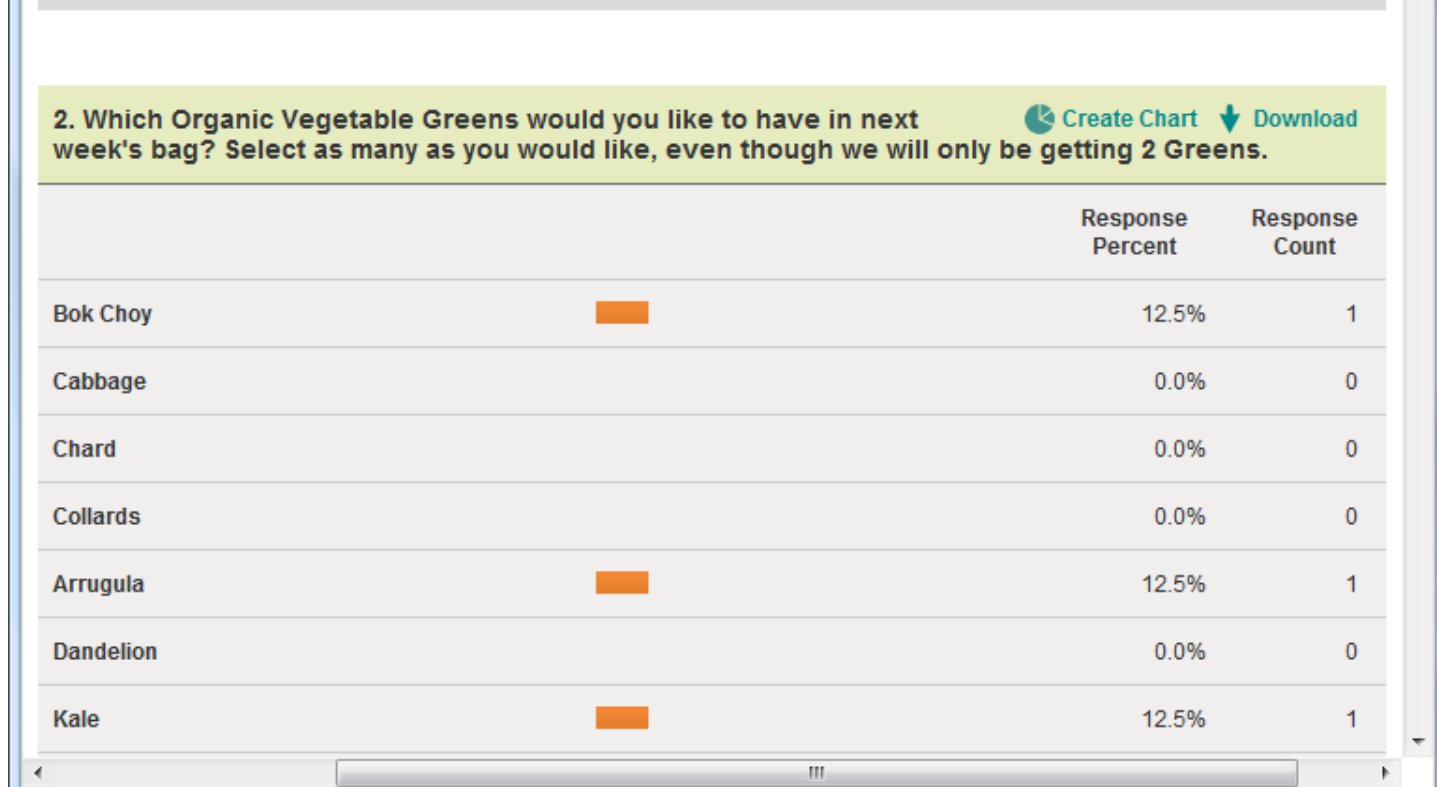 2. Which Organic Vegetable Greens would you like to have in next Create Chart Download
week's bag? Select as many as you would like, even though we will only be getting 2 Greens.
Response Response
Percent Count
Bok Choy 12.5% 1
Cabbage 0.0% 0
Chard 0.0% 0
Collards 0.0% 0
Arrugula 12.5% 1
Dandelion 0.0% 0
Kale 12.5% 1